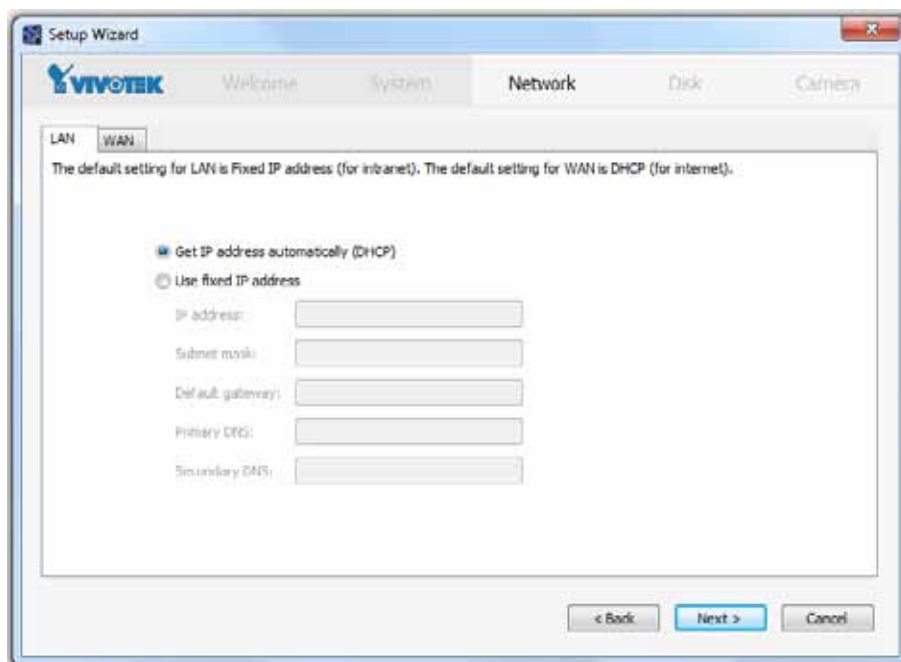 Setup Wizard
VIVOTEK Welcome System Network Disk Camera
LAN WAN
The default setting for LAN is Fixed IP address (for intranet). The default setting for WAN is DHCP (for internet).
Get IP address automatically (DHCP)
Use fixed IP address
IP address:
Subnet mask:
Default gateway:
Primary DNS:
Secondary DNS:
< Back Next > Cancel